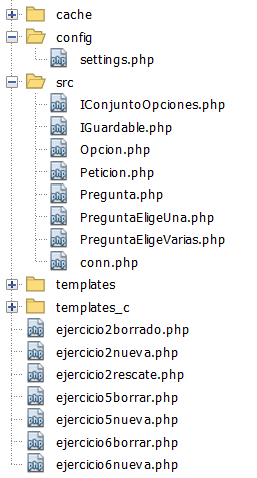 cache
config
settings.php
src
IConjuntoOpciones.php
IGuardable.php
Opcion.php
Peticion.php
Pregunta.php
PreguntaEligeUna.php
PreguntaEligeVarias.php
conn.php
templates
templates_c
ejercicio2borrado.php
ejercicio2nueva.php
ejercicio2rescate.php
ejercicio5borrar.php
ejercicio5nueva.php
ejercicio6borrar.php
ejercicio6nueva.php